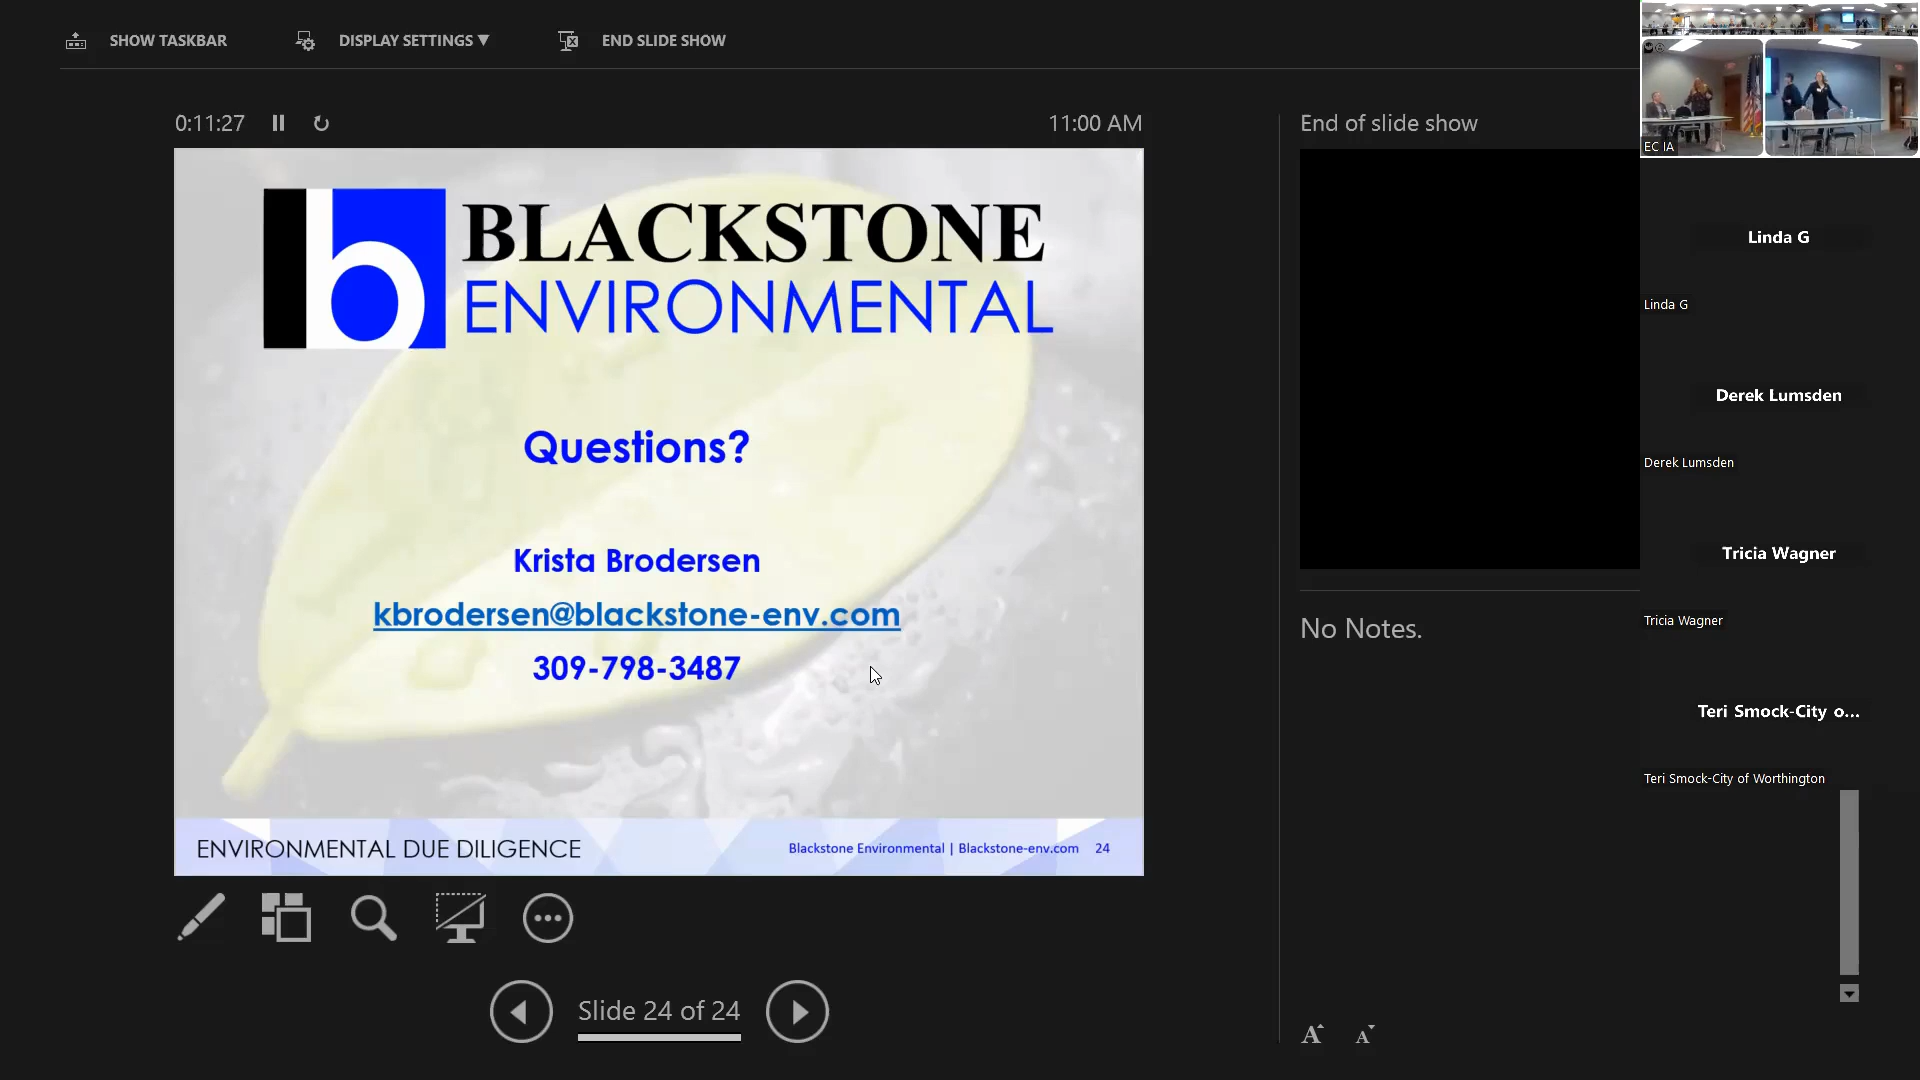 SHOW TASKBAR
DISPLAY SETTINGS ▼
END SLIDE SHOW
0:11:27
11:00 AM
End of slide show
EC IA
b BLACKSTONE
ENVIRONMENTAL
Questions?
Krista Brodersen
kbrodersen@blackstone-env.com
309-798-3487
ENVIRONMENTAL DUE DILIGENCE
Blackstone Environmental | Blackstone-env.com 24
No Notes.
Linda G
Linda G
Derek Lumsden
Derek Lumsden
Tricia Wagner
Tricia Wagner
Teri Smock-City o...
Teri Smock-City of Worthington
Slide 24 of 24
A A